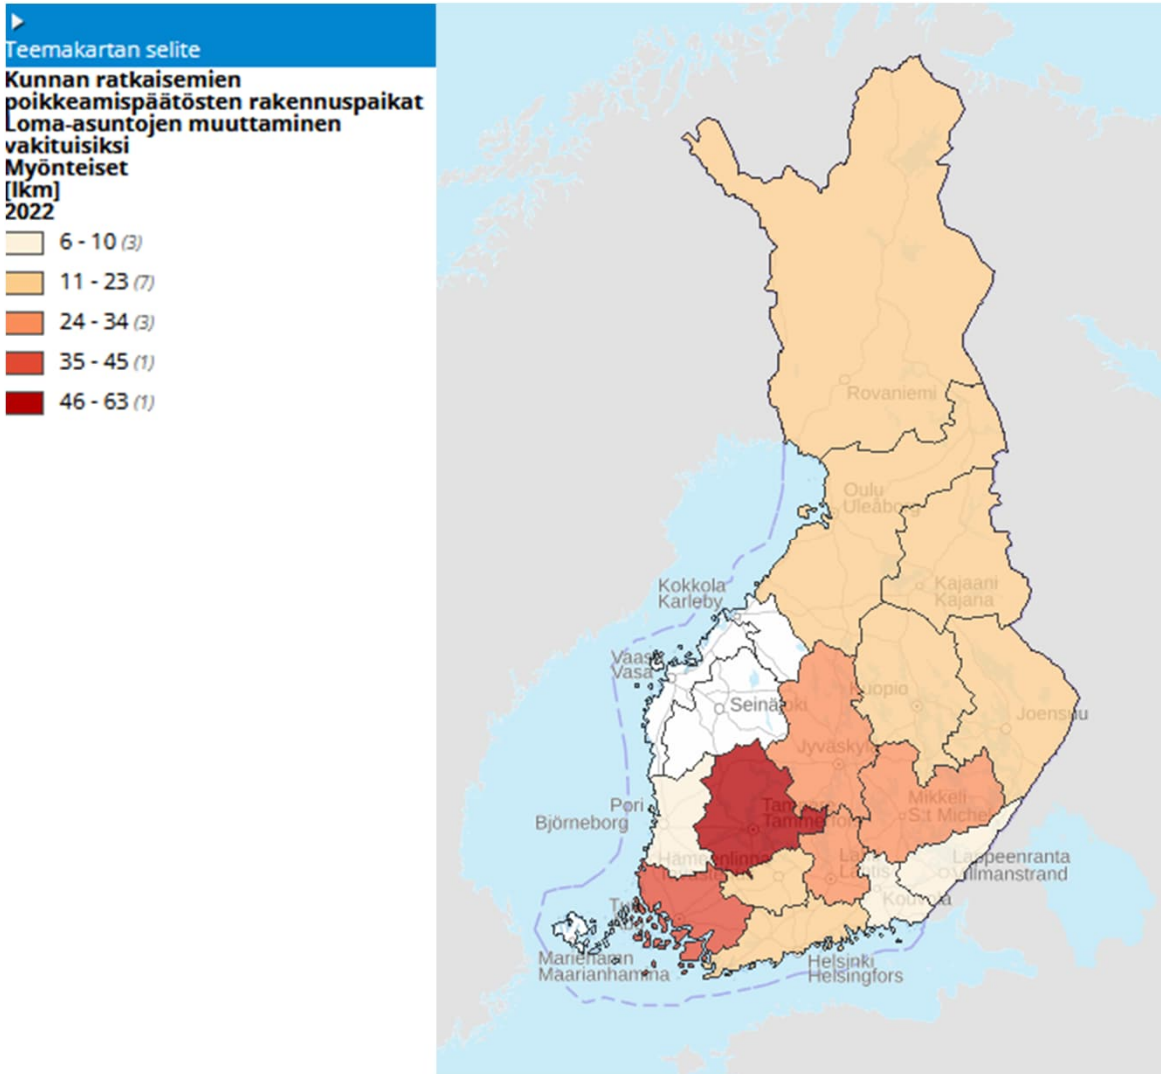 Teemakartan selite
Kunnan ratkaisemien
poikkeamispäätösten rakennuspaikat
Loma-asuntojen muuttaminen
vakituisiksi
Myönteiset
[lkm]
2022
6 - 10 (3)
11 - 23 (7)
24 - 34 (3)
35 - 45 (1)
46 - 63 (1)
Rovaniemi
Oulu
Uleåborg
Kajaani
Kajana
Kokkola
Karleby
Vaasa
Vasa
Seinäjoki
Kuopio
Joensuu
Jyväskylä
Pori
Björneborg
Tampere
Tammerfors
Mikkeli
S:t Michel
Hämeenlinna
Lahti
Lahtis
Lappeenranta
Villmanstrand
Kouvola
Mariehamn
Maarianhamina
Helsinki
Helsingfors